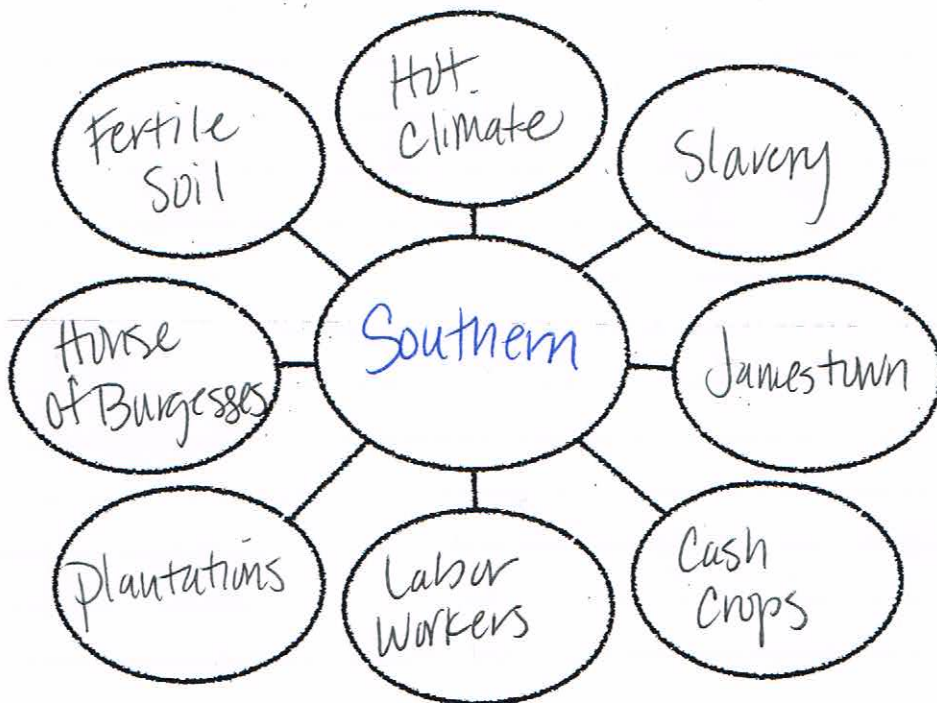 Hot
Climate
Fertile
Soil
Slavery
Southern
House
of Burgesses
Jamestown
plantations
Labor
Workers
Cash
Crops